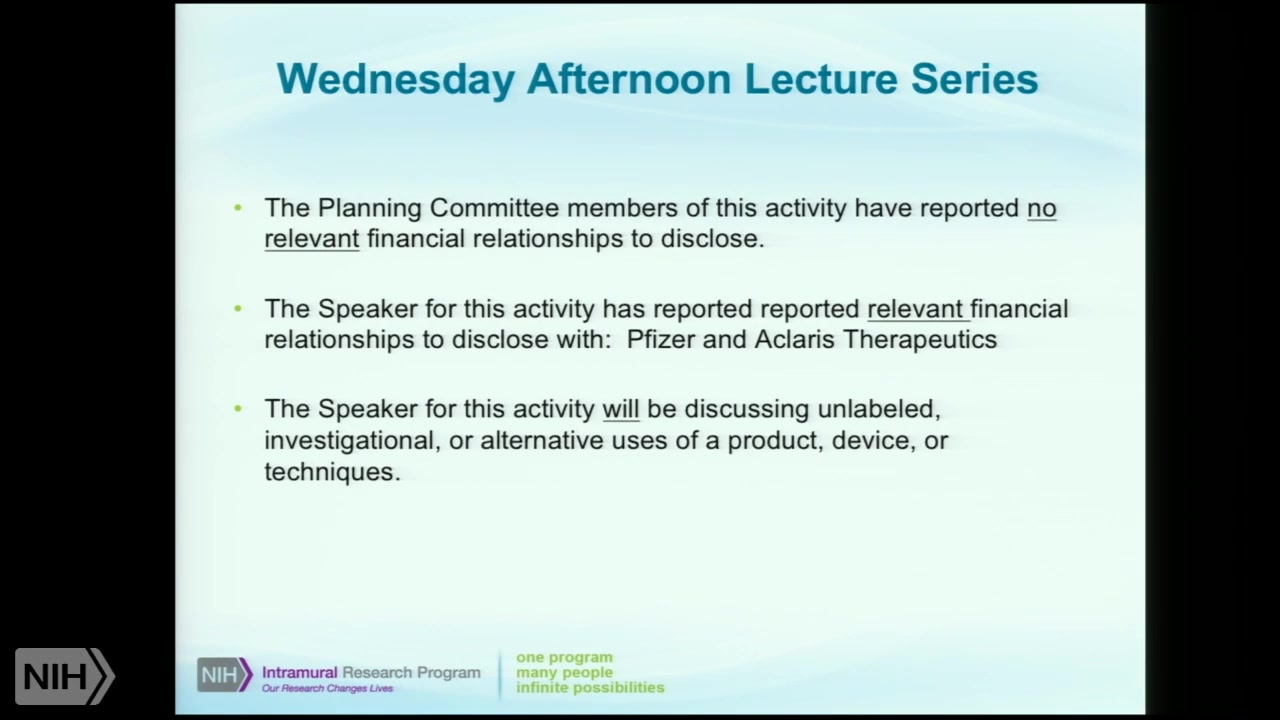 Wednesday Afternoon Lecture Series
• The Planning Committee members of this activity have reported no
relevant financial relationships to disclose.
• The Speaker for this activity has reported reported relevant financial
relationships to disclose with:  Pfizer and Aclaris Therapeutics
• The Speaker for this activity will be discussing unlabeled,
investigational, or alternative uses of a product, device, or
techniques.
NIH
NIH
Intramural Research Program
Our Research Changes Lives
one program
many people
infinite possibilities